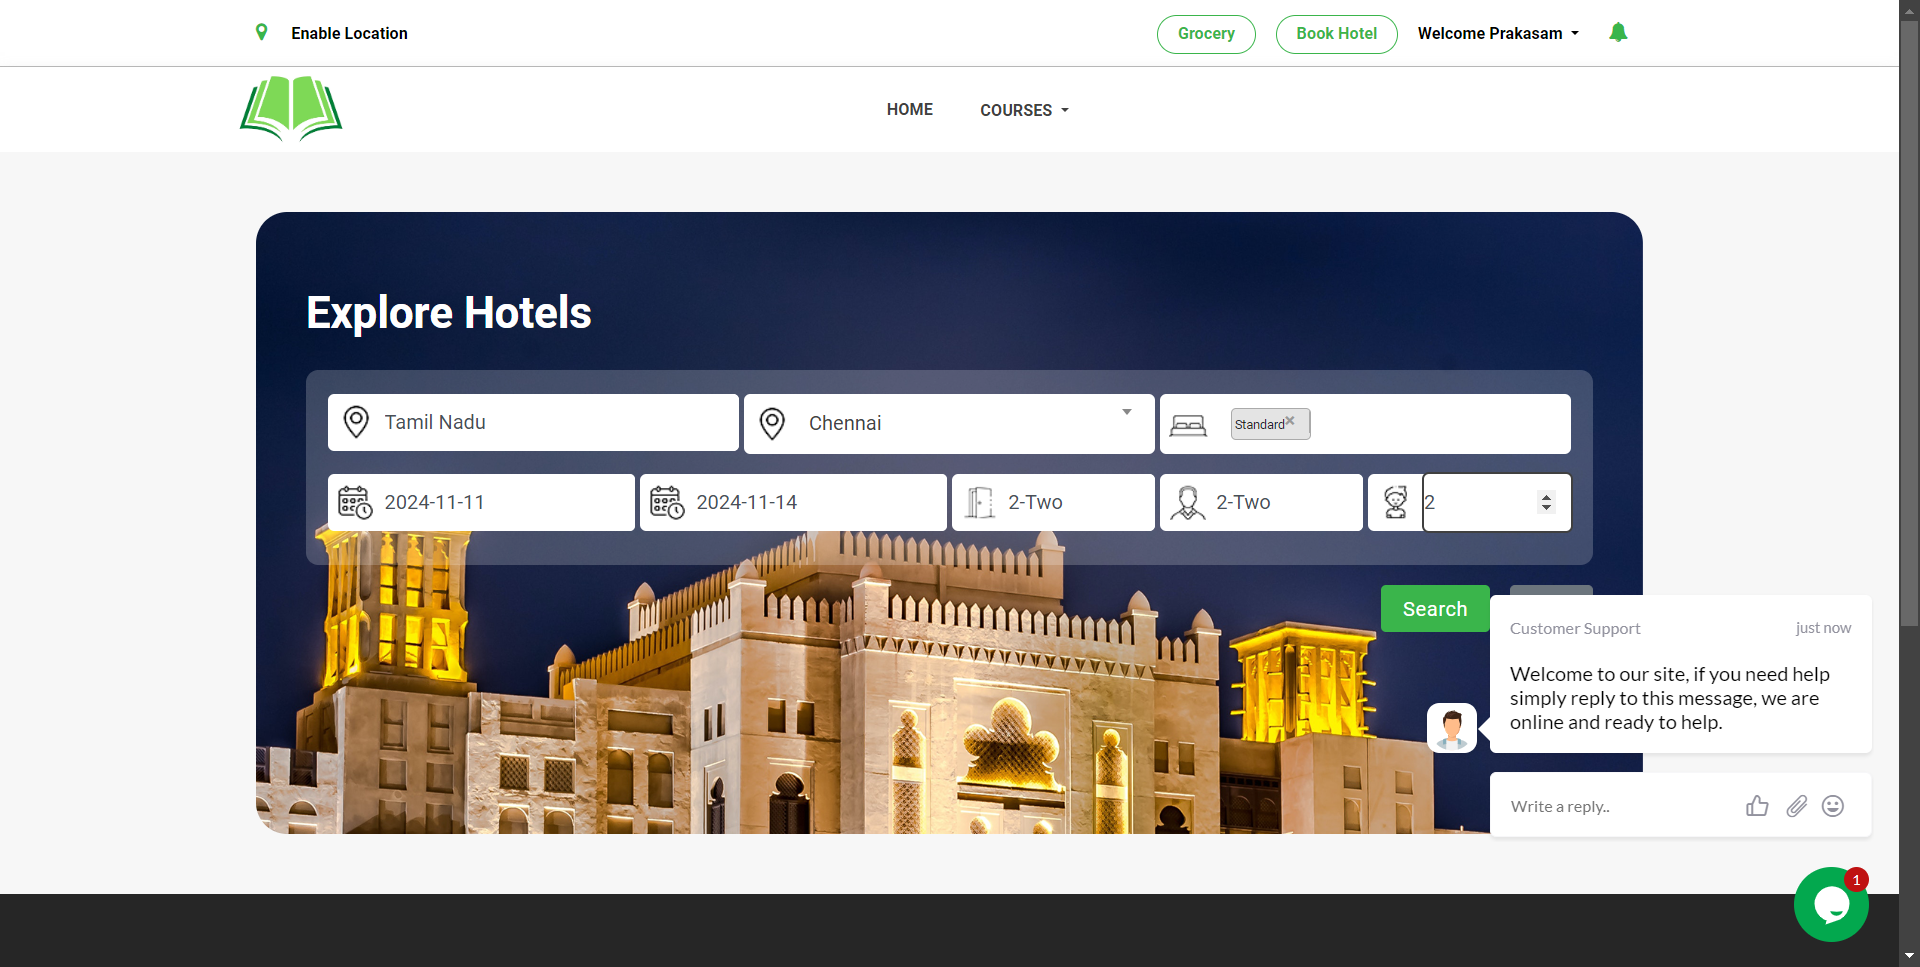 Enable Location
Grocery
Book Hotel
Welcome Prakasam
HOME
COURSES
Explore Hotels
Tamil Nadu
Chennai
Standard×
2024-11-11
2024-11-14
2-Two
2-Two
2
Search
Customer Support
just now
Welcome to our site, if you need help
simply reply to this message, we are
online and ready to help.
Write a reply..
1